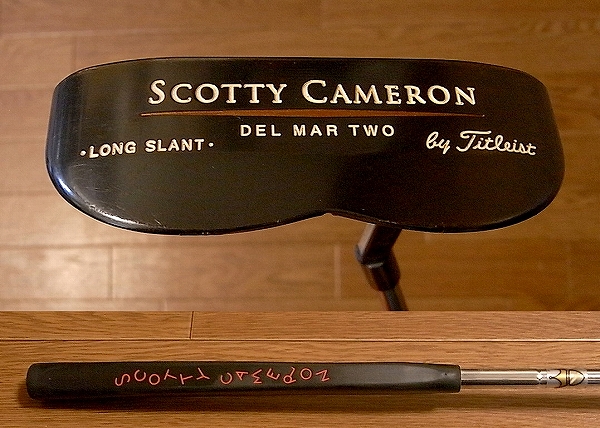 SCOTTY CAMERON
DEL MAR TWO
·LONG SLANT·
by Titleist
SCOTTY CAMERON